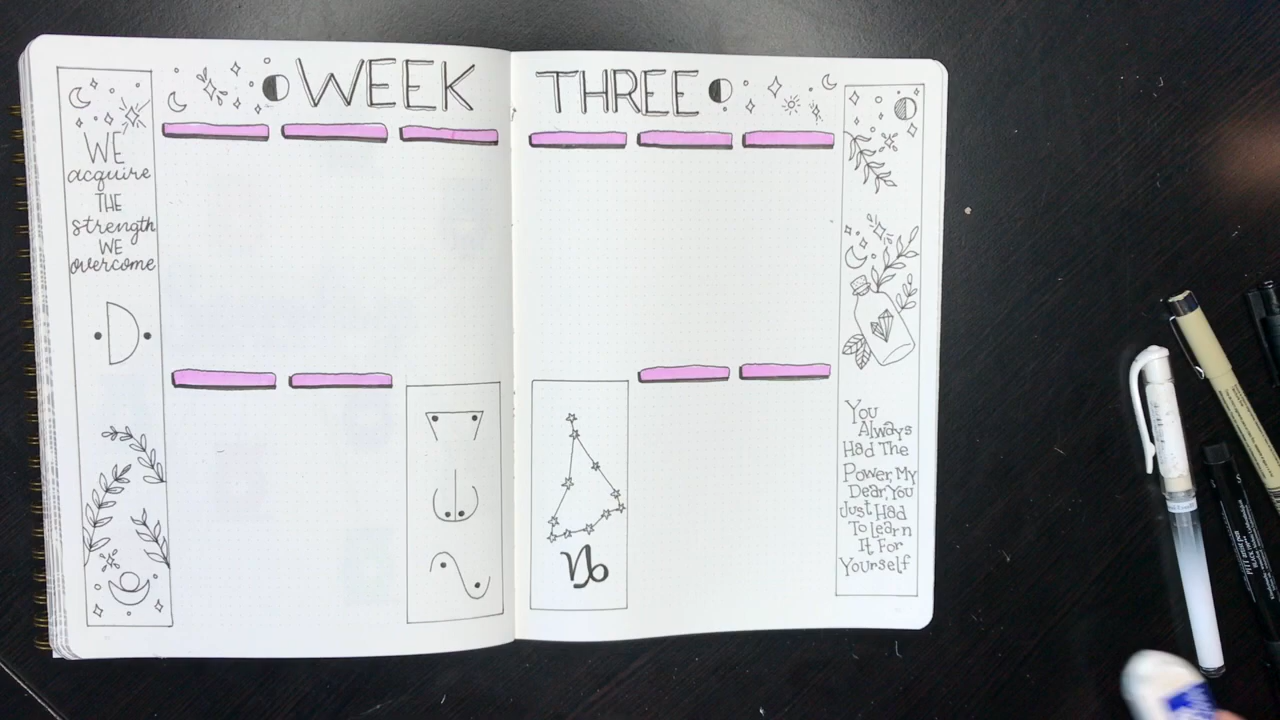 WEEK THREE
WE
acquire
THE
strength
WE
overcome
You
Always
Had The
Power, My
Dear, You
Just Had
To Learn
It For
Yourself